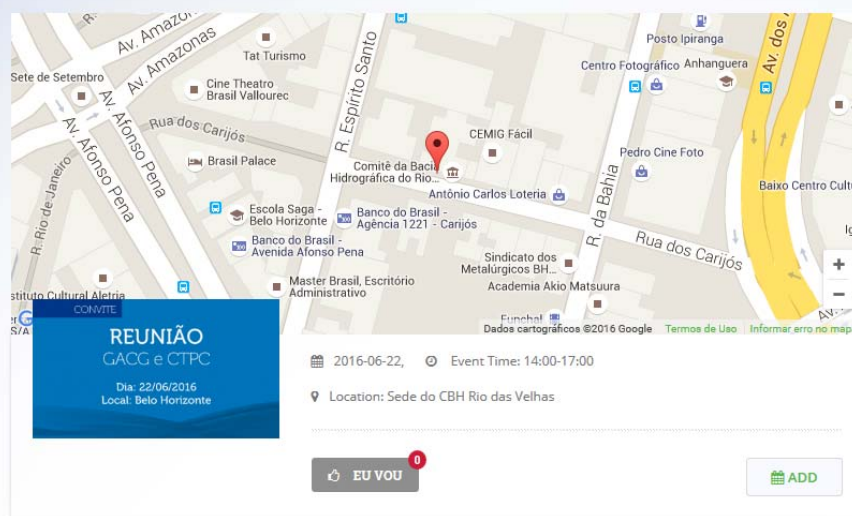 Av. Amazonas
Av. Amazonas
Tat Turismo
R. Espírito Santo
Posto Ipiranga
Centro Fotográfico
Anhanguera
Av. dos
Sete de Setembro
Cine Theatro
Brasil Vallourec
Av. Afonso Pena
Av. Afonso Pena
Rua dos Carijós
Brasil Palace
CEMIG Fácil
Comitê da Bacia
Hidrográfica do Rio...
Pedro Cine Foto
R. Rio de Janeiro
Antônio Carlos Loteria
R. da Bahia
Baixo Centro Cult
Escola Saga -
Belo Horizonte
Banco do Brasil -
Agência 1221 - Carijós
Rua dos Carijós
Banco do Brasil -
Avenida Afonso Pena
Sindicato dos
Metalúrgicos BH...
Master Brasil, Escritório
Administrativo
Academia Akio Matsuura
stituto Cultural Aletria
+
−
Funchal
Dados cartográficos ©2016 Google
Termos de Uso
Informar erro no map
CONVITE
REUNIÃO
GACG e CTPC
Dia: 22/06/2016
Local: Belo Horizonte
2016-06-22,
Event Time: 14:00-17:00
Location: Sede do CBH Rio das Velhas
0
EU VOU
ADD